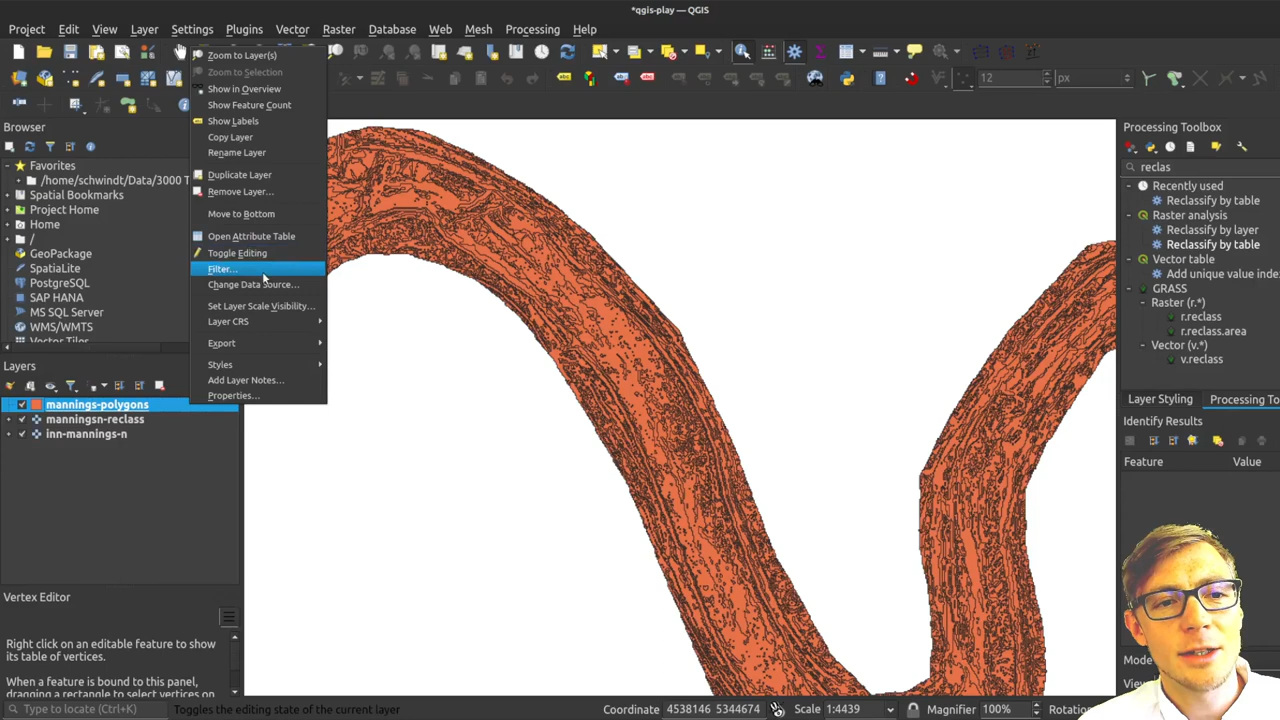 *qgis-play — QGIS
Project Edit View Layer Settings Plugins Vector Raster Database Web Mesh Processing Help
12 px
Zoom to Layer(s)
Zoom to Selection
Show in Overview
Show Feature Count
Show Labels
Copy Layer
Rename Layer
Duplicate Layer
Remove Layer…
Move to Bottom
Open Attribute Table
Toggle Editing
Filter…
Change Data Source…
Set Layer Scale Visibility…
Layer CRS
Export
Styles
Add Layer Notes…
Properties…
Browser
Favorites
/home/schwindt/Data/3000 T
Spatial Bookmarks
Project Home
Home
/
GeoPackage
SpatiaLite
PostgreSQL
SAP HANA
MS SQL Server
WMS/WMTS
Vector Tiles
Layers
mannings-polygons
manningsn-reclass
inn-mannings-n
Vertex Editor
Right click on an editable feature to show
its table of vertices.
When a feature is bound to this panel,
dragging a rectangle to select vertices on
Processing Toolbox
reclas
Recently used
Reclassify by table
Raster analysis
Reclassify by layer
Reclassify by table
Vector table
Add unique value index
GRASS
Raster (r.*)
r.reclass
r.reclass.area
Vector (v.*)
v.reclass
Layer Styling Processing To
Identify Results
Feature Value
Mode
View
Type to locate (Ctrl+K) Toggles the editing state of the current layer Coordinate 4538146 5344674 Scale 1:4439 Magnifier 100% Rotation